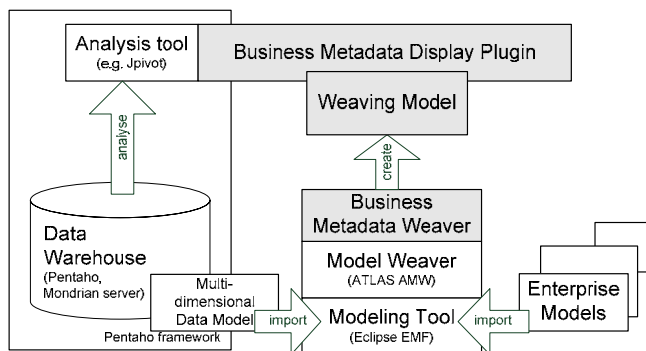 Analysis tool
(e.g. Jpivot)
Business Metadata Display Plugin
Weaving Model
analyse
create
Business
Metadata Weaver
Data
Warehouse
(Pentaho,
Mondrian server)
Model Weaver
(ATLAS AMW)
Multi-
dimensional
Data Model
import
Modeling Tool
(Eclipse EMF)
import
Enterprise
Models
Pentaho framework